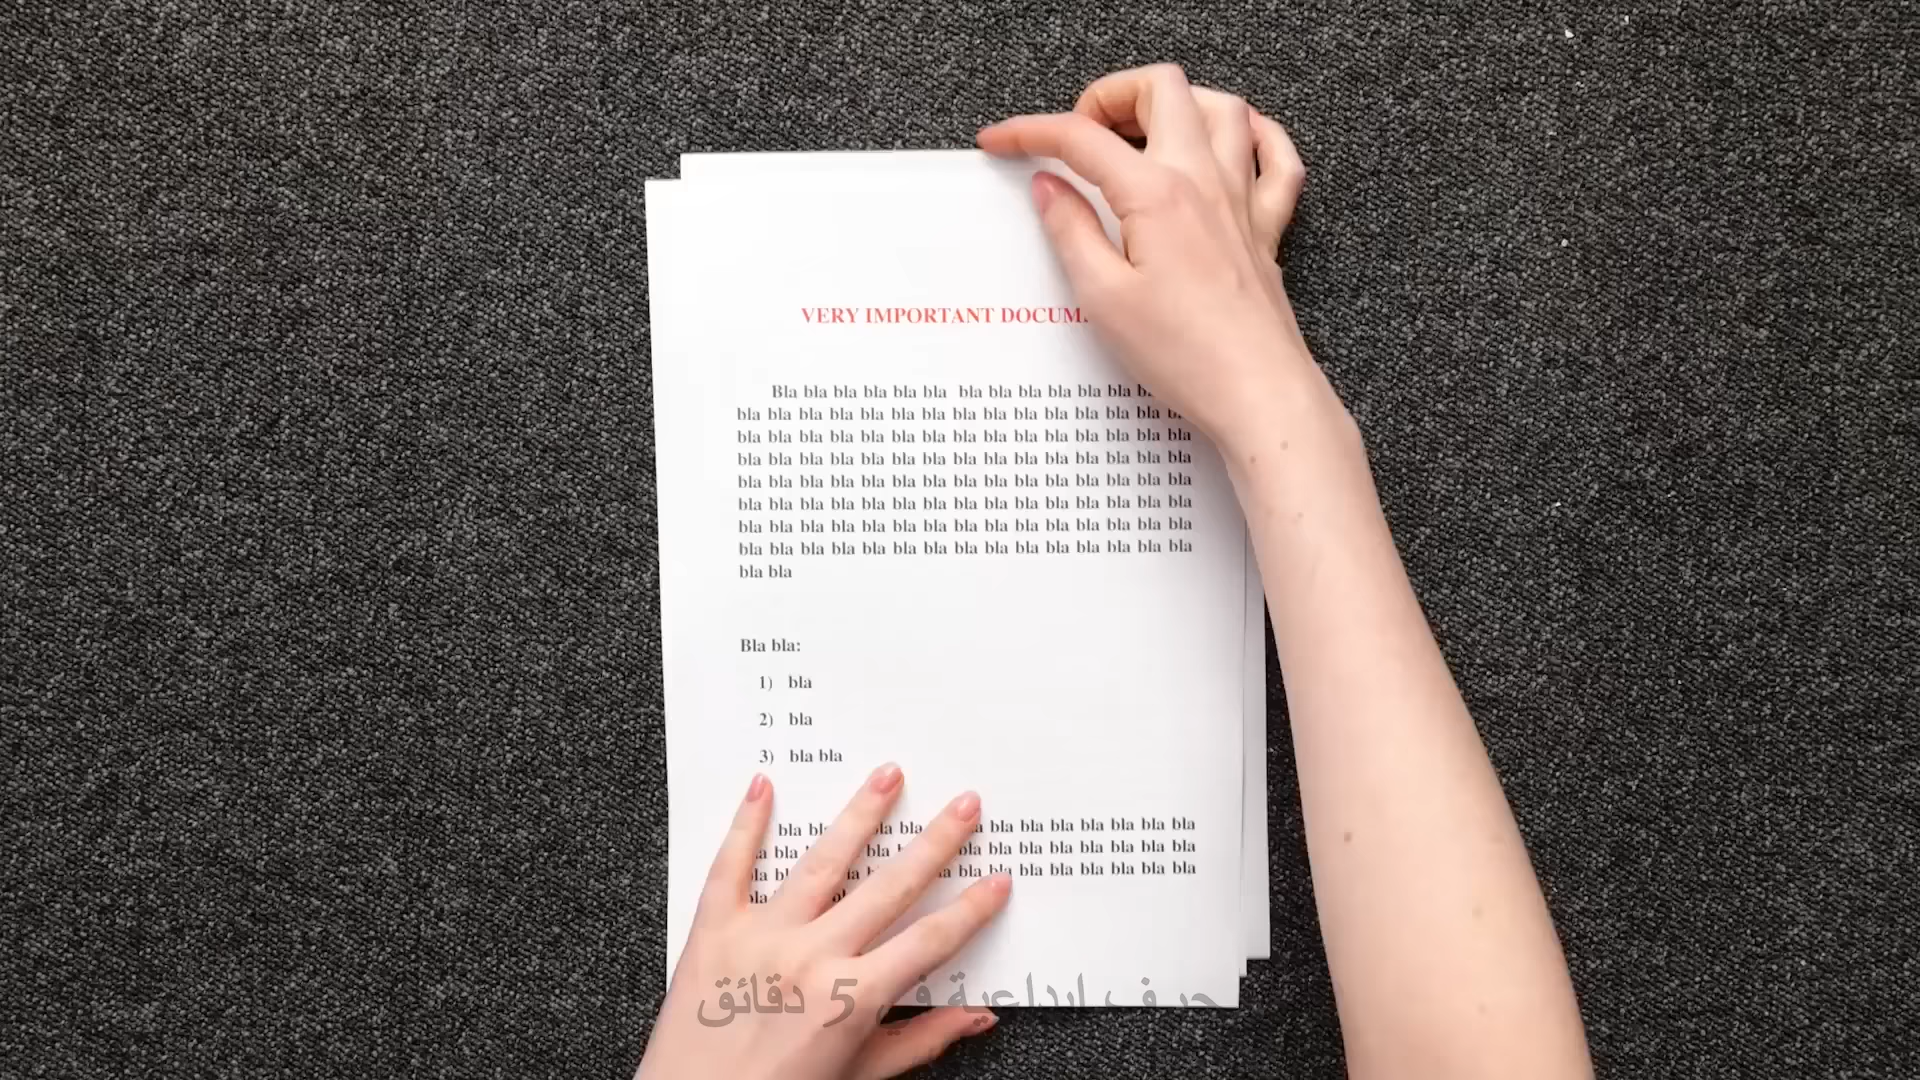 VERY IMPORTANT
Bla bla bla bla bla bla bla bla bla bla bla bla
bla bla bla bla bla bla bla bla bla bla bla bla bla bla
bla bla bla bla bla bla bla bla bla bla bla bla bla bla bla
bla bla bla bla bla bla bla bla bla bla bla bla bla bla bla
bla bla bla bla bla bla bla bla bla bla bla bla bla bla bla
bla bla bla bla bla bla bla bla bla bla bla bla bla bla bla
bla bla bla bla bla bla bla bla bla bla bla bla bla bla bla
bla bla bla bla bla bla bla bla bla bla bla bla bla bla bla
bla bla
Bla bla:
1) bla
2) bla
3) bla bla
bla bla bla bla bla bla bla bla bla
bla bla bla bla bla bla bla bla bla bla
bla bla bla bla bla bla bla bla
حرف إبداعية في 5 دقائق